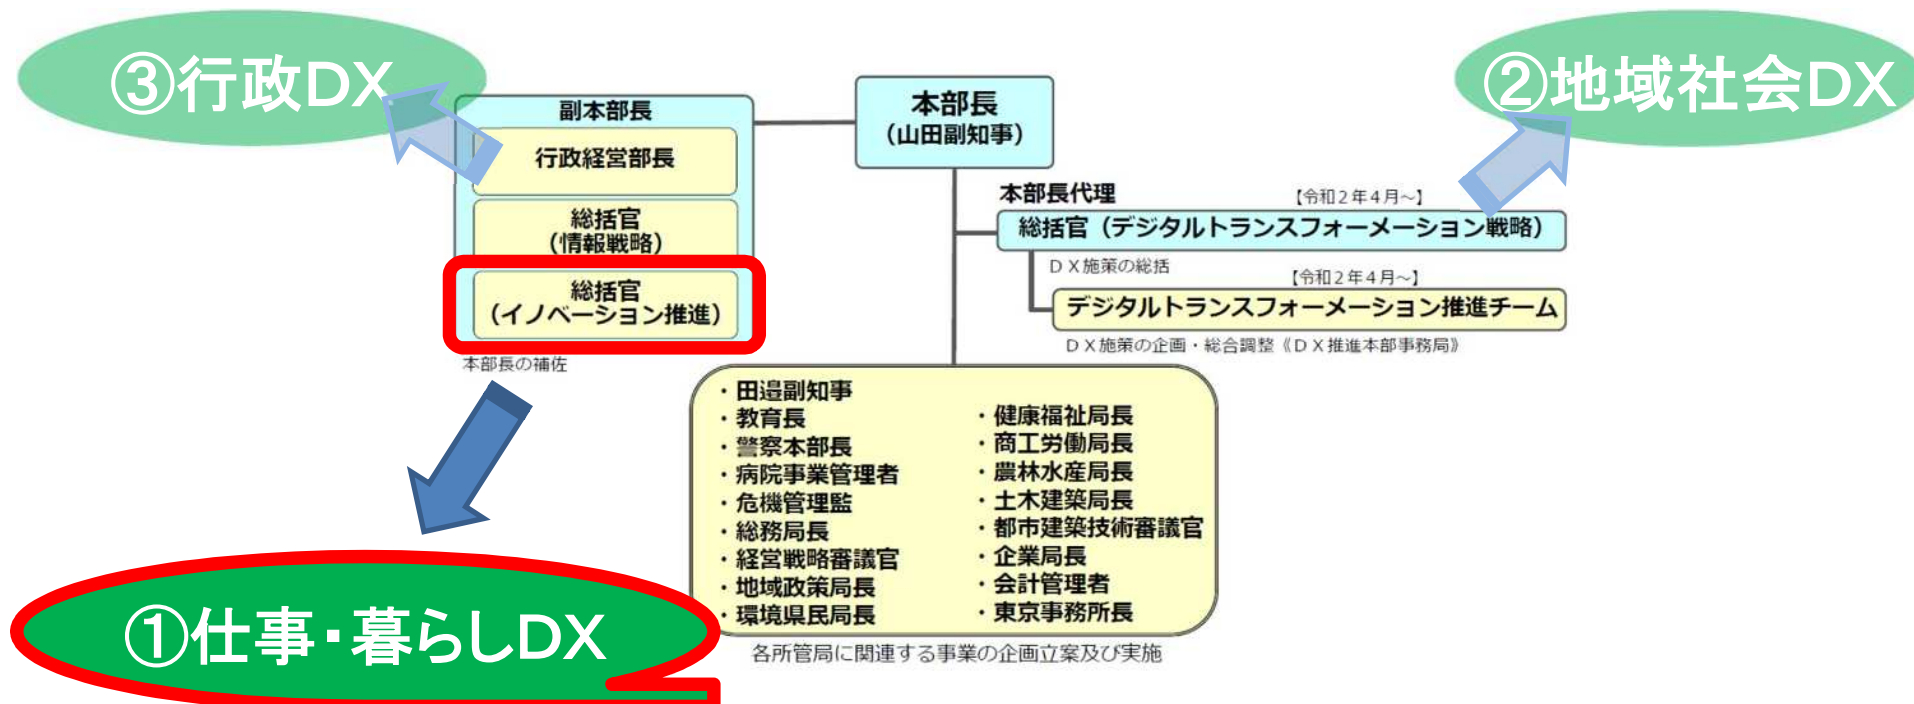 ③行政DX
②地域社会DX
副本部長
行政経営部長
総括官
(情報戦略)
総括官
(イノベーション推進)
本部長の補佐
本部長
(山田副知事)
本部長代理
【令和2年4月~】
総括官(デジタルトランスフォーメーション戦略)
DX施策の総括
【令和2年4月~】
デジタルトランスフォーメーション推進チーム
DX施策の企画・総合調整《DX推進本部事務局》
・田邉副知事
・教育長
・警察本部長
・病院事業管理者
・危機管理監
・総務局長
・経営戦略審議官
・地域政策局長
・環境県民局長
・健康福祉局長
・商工労働局長
・農林水産局長
・土木建築局長
・都市建築技術審議官
・企業局長
・会計管理者
・東京事務所長
各所管局に関連する事業の企画立案及び実施
①仕事・暮らしDX